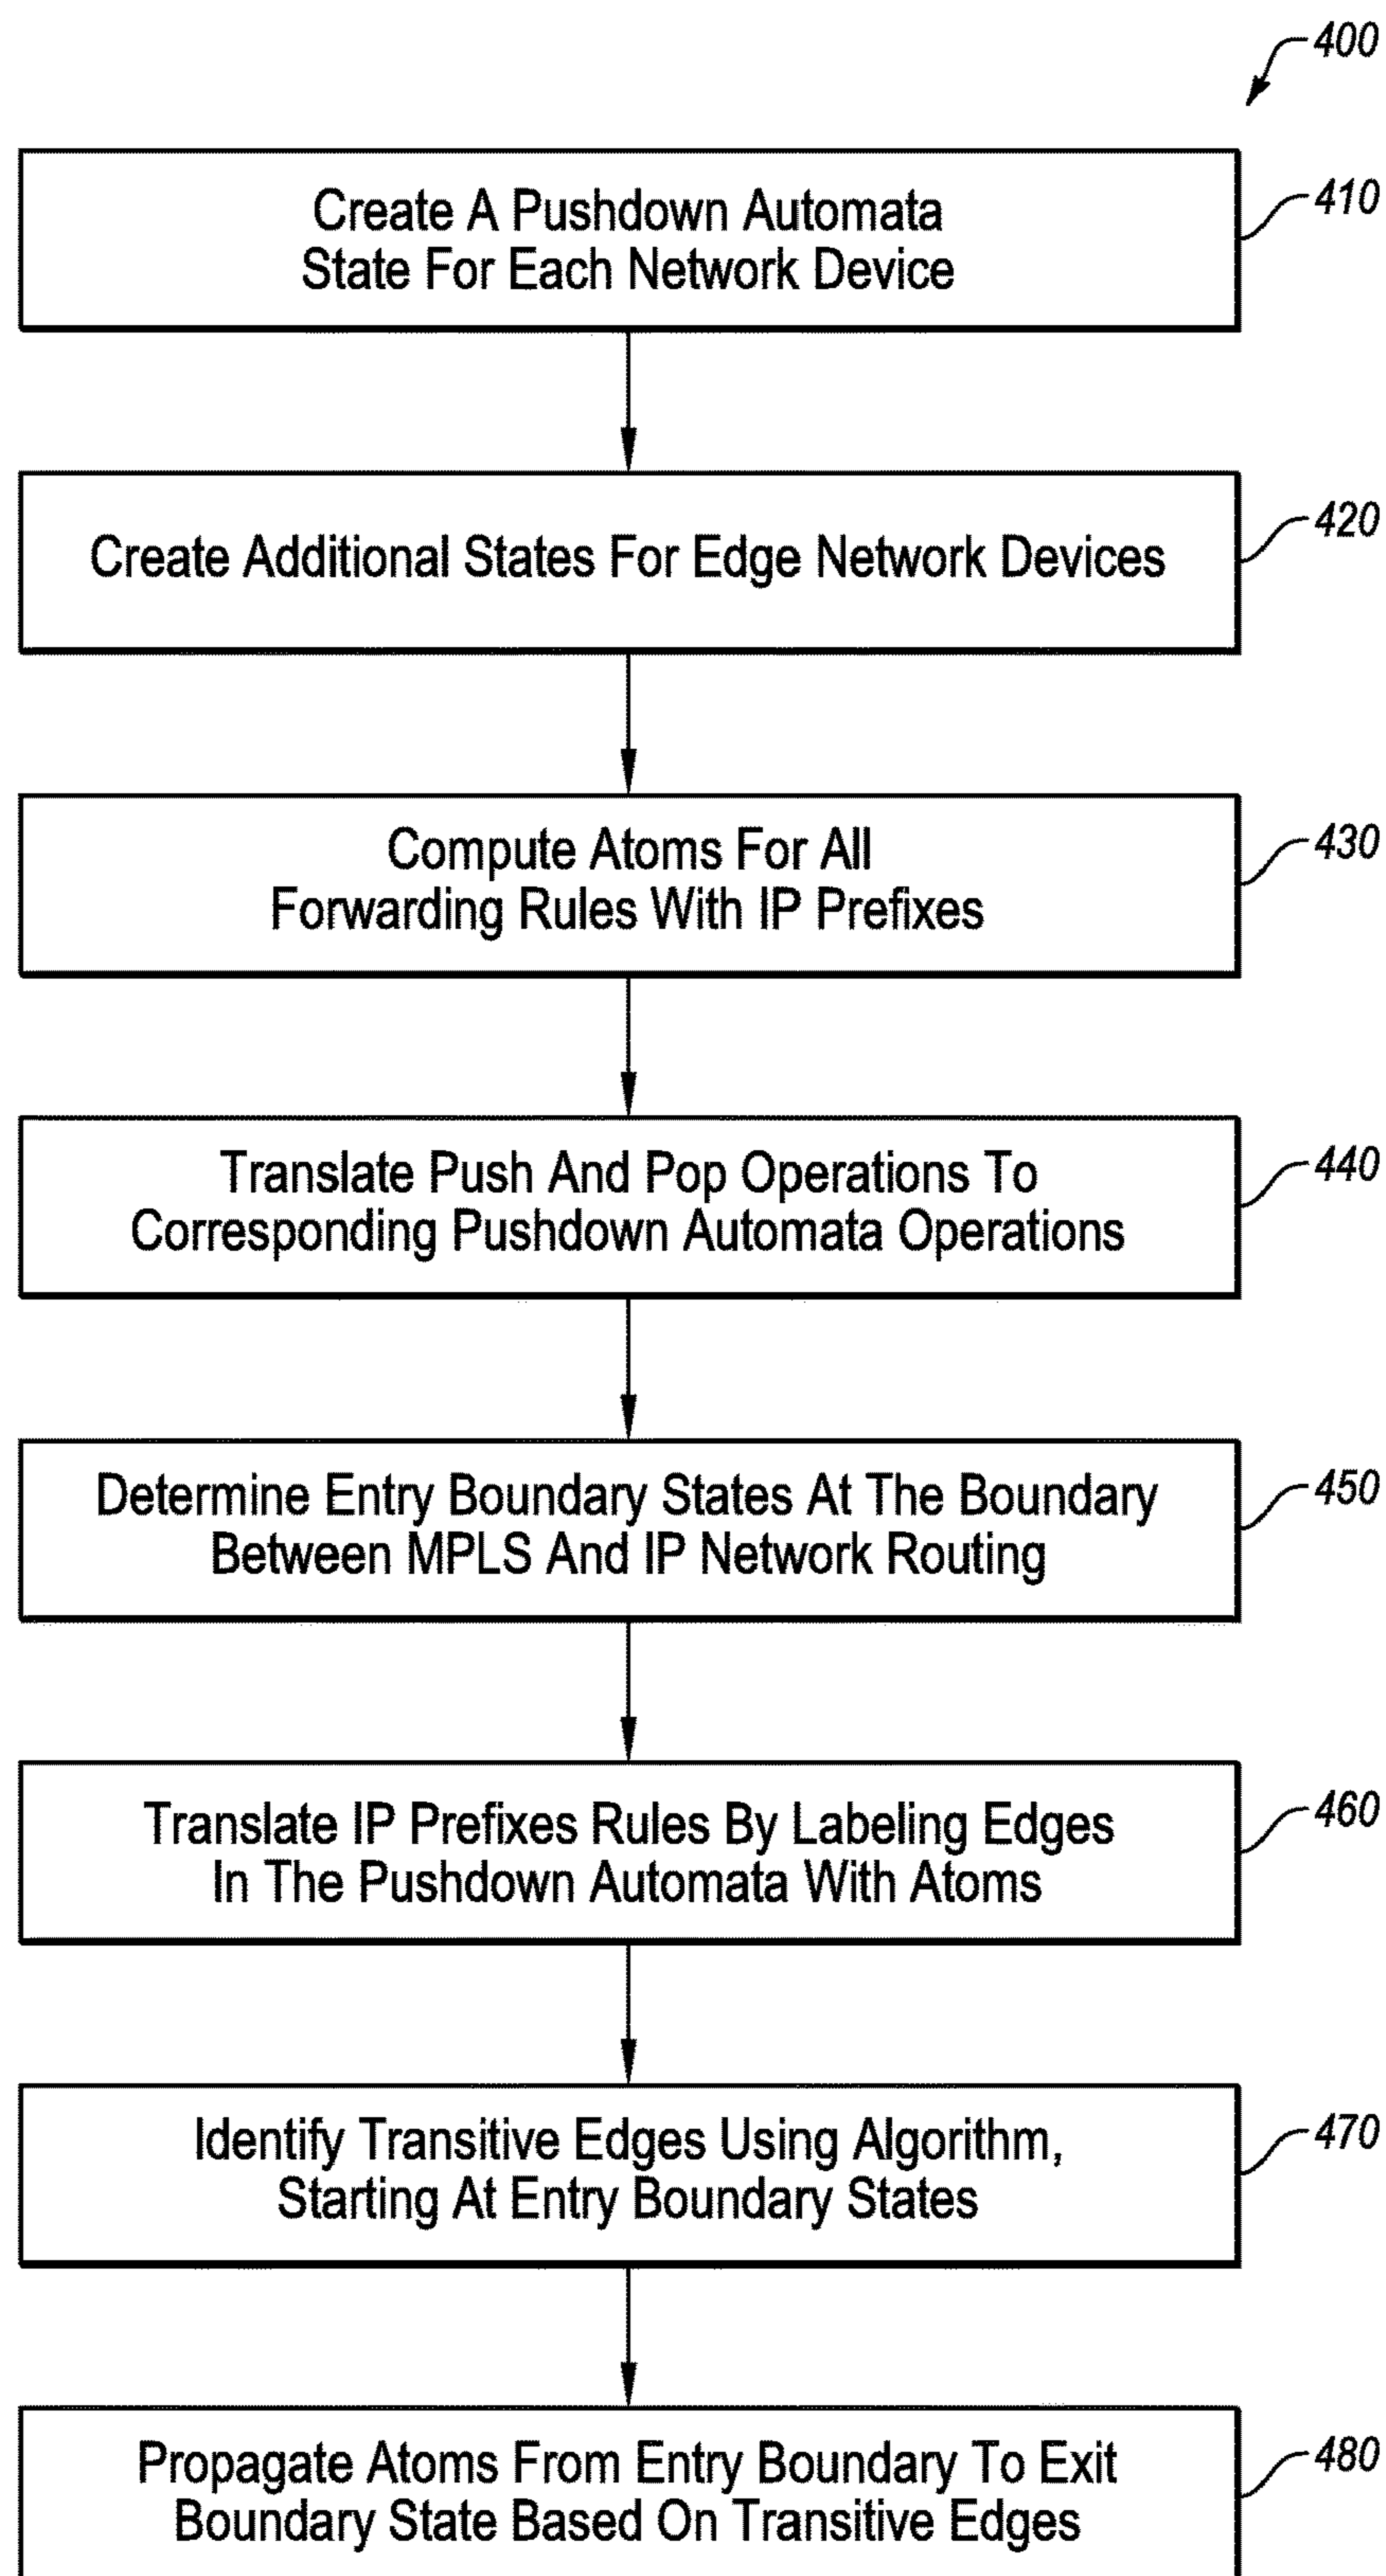 400
Create A Pushdown Automata
State For Each Network Device
410
Create Additional States For Edge Network Devices
420
Compute Atoms For All
Forwarding Rules With IP Prefixes
430
Translate Push And Pop Operations To
Corresponding Pushdown Automata Operations
440
Determine Entry Boundary States At The Boundary
Between MPLS And IP Network Routing
450
Translate IP Prefixes Rules By Labeling Edges
In The Pushdown Automata With Atoms
460
Identify Transitive Edges Using Algorithm,
Starting At Entry Boundary States
470
Propagate Atoms From Entry Boundary To Exit
Boundary State Based On Transitive Edges
480